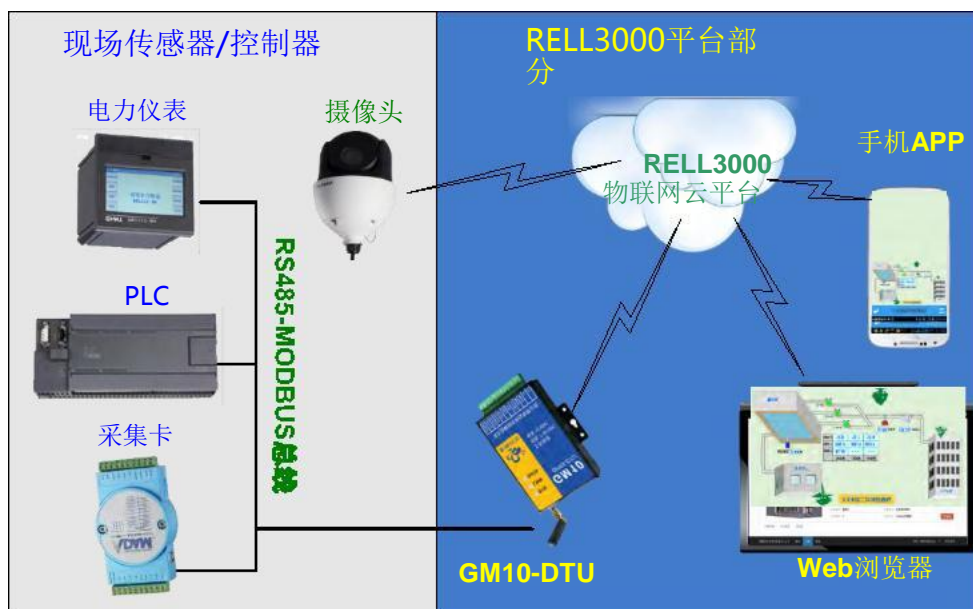 现场传感器/控制器
电力仪表
摄像头
PLC
采集卡
RS485-MODBUS总线
RELL3000平台部
分
RELL3000
物联网云平台
手机APP
GM10
GM10-DTU
Web浏览器